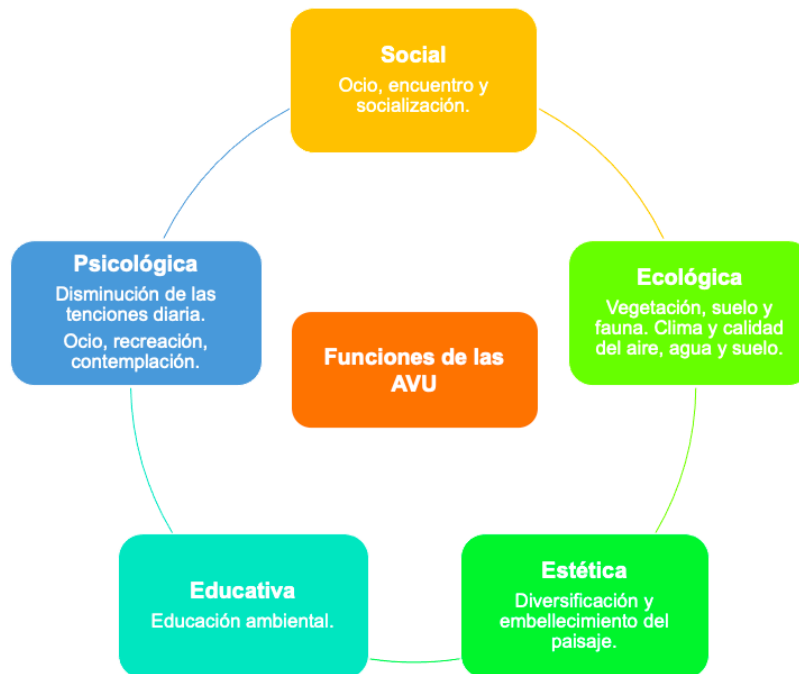 Social
Ocio, encuentro y
socialización.
Psicológica
Disminución de las
tenciones diaria.
Ocio, recreación,
contemplación.
Ecológica
Vegetación, suelo y
fauna. Clima y calidad
del aire, agua y suelo.
Funciones de las
AVU
Educativa
Educación ambiental.
Estética
Diversificación y
embellecimiento del
paisaje.